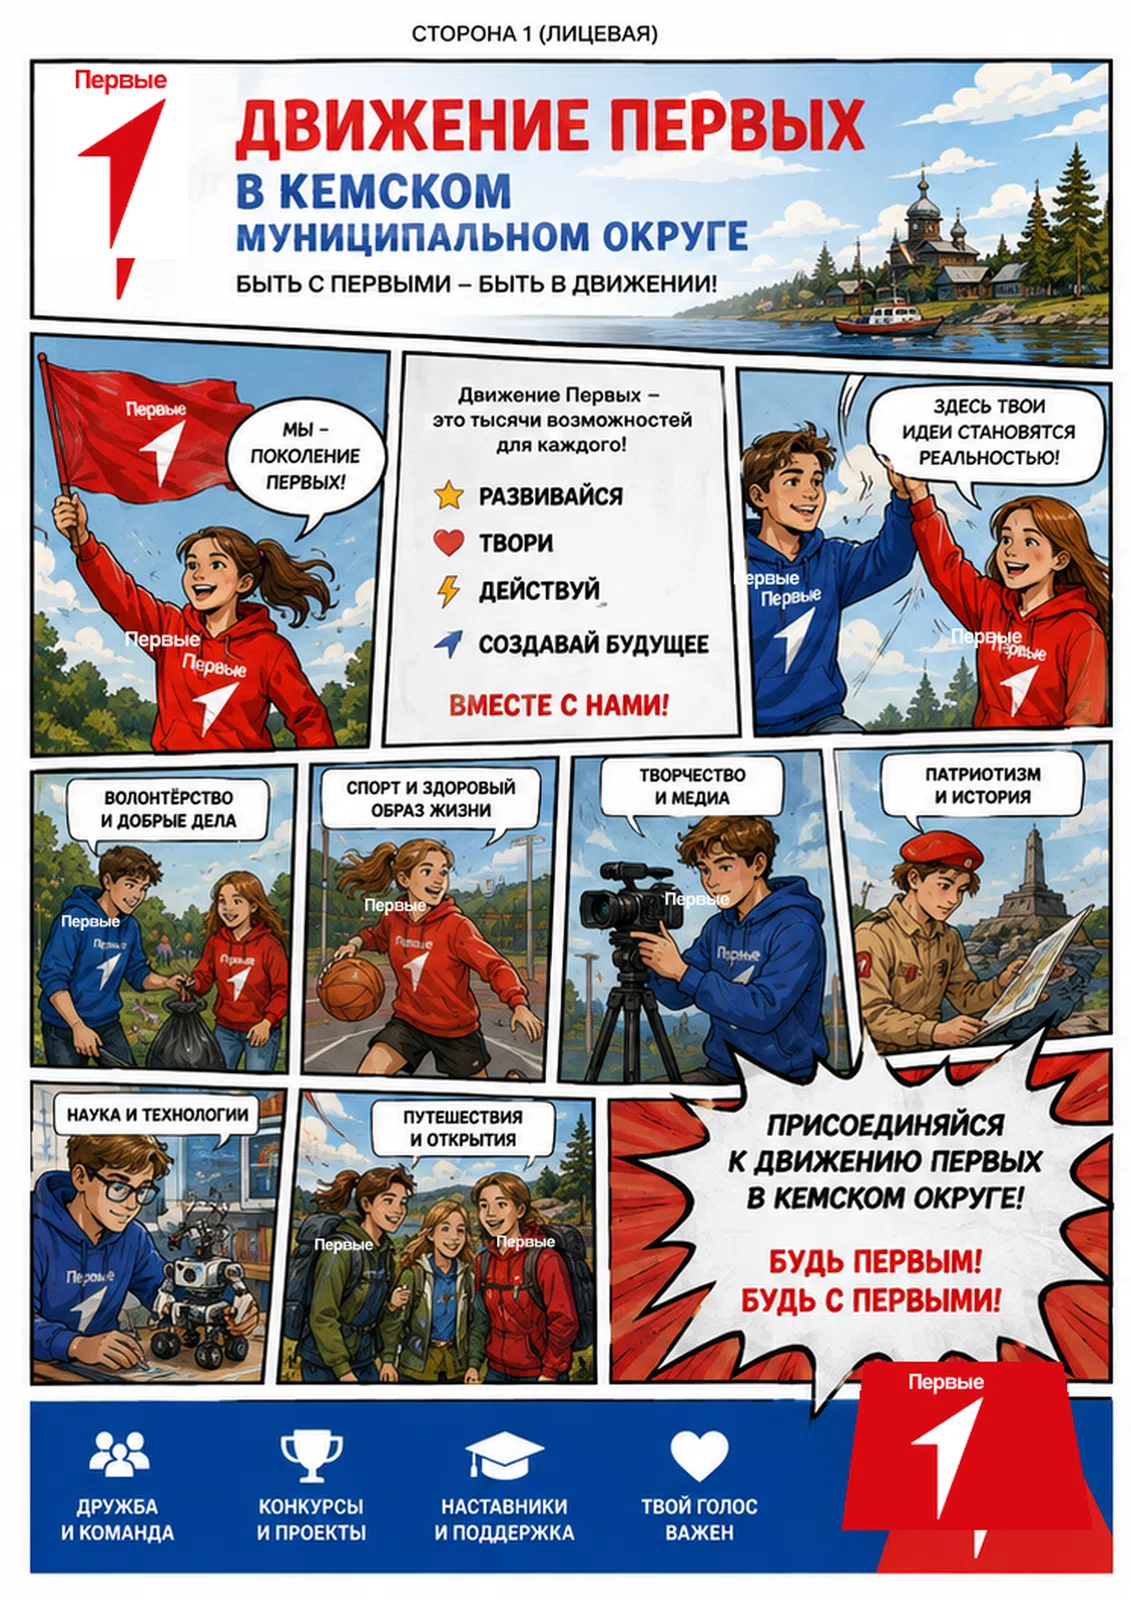 СТОРОНА 1 (ЛИЦЕВАЯ)
Первые
ДВИЖЕНИЕ ПЕРВЫХ
В КЕМСКОМ
МУНИЦИПАЛЬНОМ ОКРУГЕ
БЫТЬ С ПЕРВЫМИ – БЫТЬ В ДВИЖЕНИИ!
Первые
МЫ –
ПОКОЛЕНИЕ
ПЕРВЫХ!
Первые
Первые
Движение Первых –
это тысячи возможностей
для каждого!
РАЗВИВАЙСЯ
ТВОРИ
ДЕЙСТВУЙ
СОЗДАВАЙ БУДУЩЕЕ
ВМЕСТЕ С НАМИ!
ЗДЕСЬ ТВОИ
ИДЕИ СТАНОВЯТСЯ
РЕАЛЬНОСТЬЮ!
ервые
Первые
Первые
ВОЛОНТЁРСТВО
И ДОБРЫЕ ДЕЛА
Первые
СПОРТ И ЗДОРОВЫЙ
ОБРАЗ ЖИЗНИ
Первые
ТВОРЧЕСТВО
И МЕДИА
Первые
ПАТРИОТИЗМ
И ИСТОРИЯ
НАУКА И ТЕХНОЛОГИИ
ПУТЕШЕСТВИЯ
И ОТКРЫТИЯ
Первые
Первые
ПРИСОЕДИНЯЙСЯ
К ДВИЖЕНИЮ ПЕРВЫХ
В КЕМСКОМ ОКРУГЕ!
БУДЬ ПЕРВЫМ!
БУДЬ С ПЕРВЫМИ!
Первые
ДРУЖБА
И КОМАНДА
КОНКУРСЫ
И ПРОЕКТЫ
НАСТАВНИКИ
И ПОДДЕРЖКА
ТВОЙ ГОЛОС
ВАЖЕН